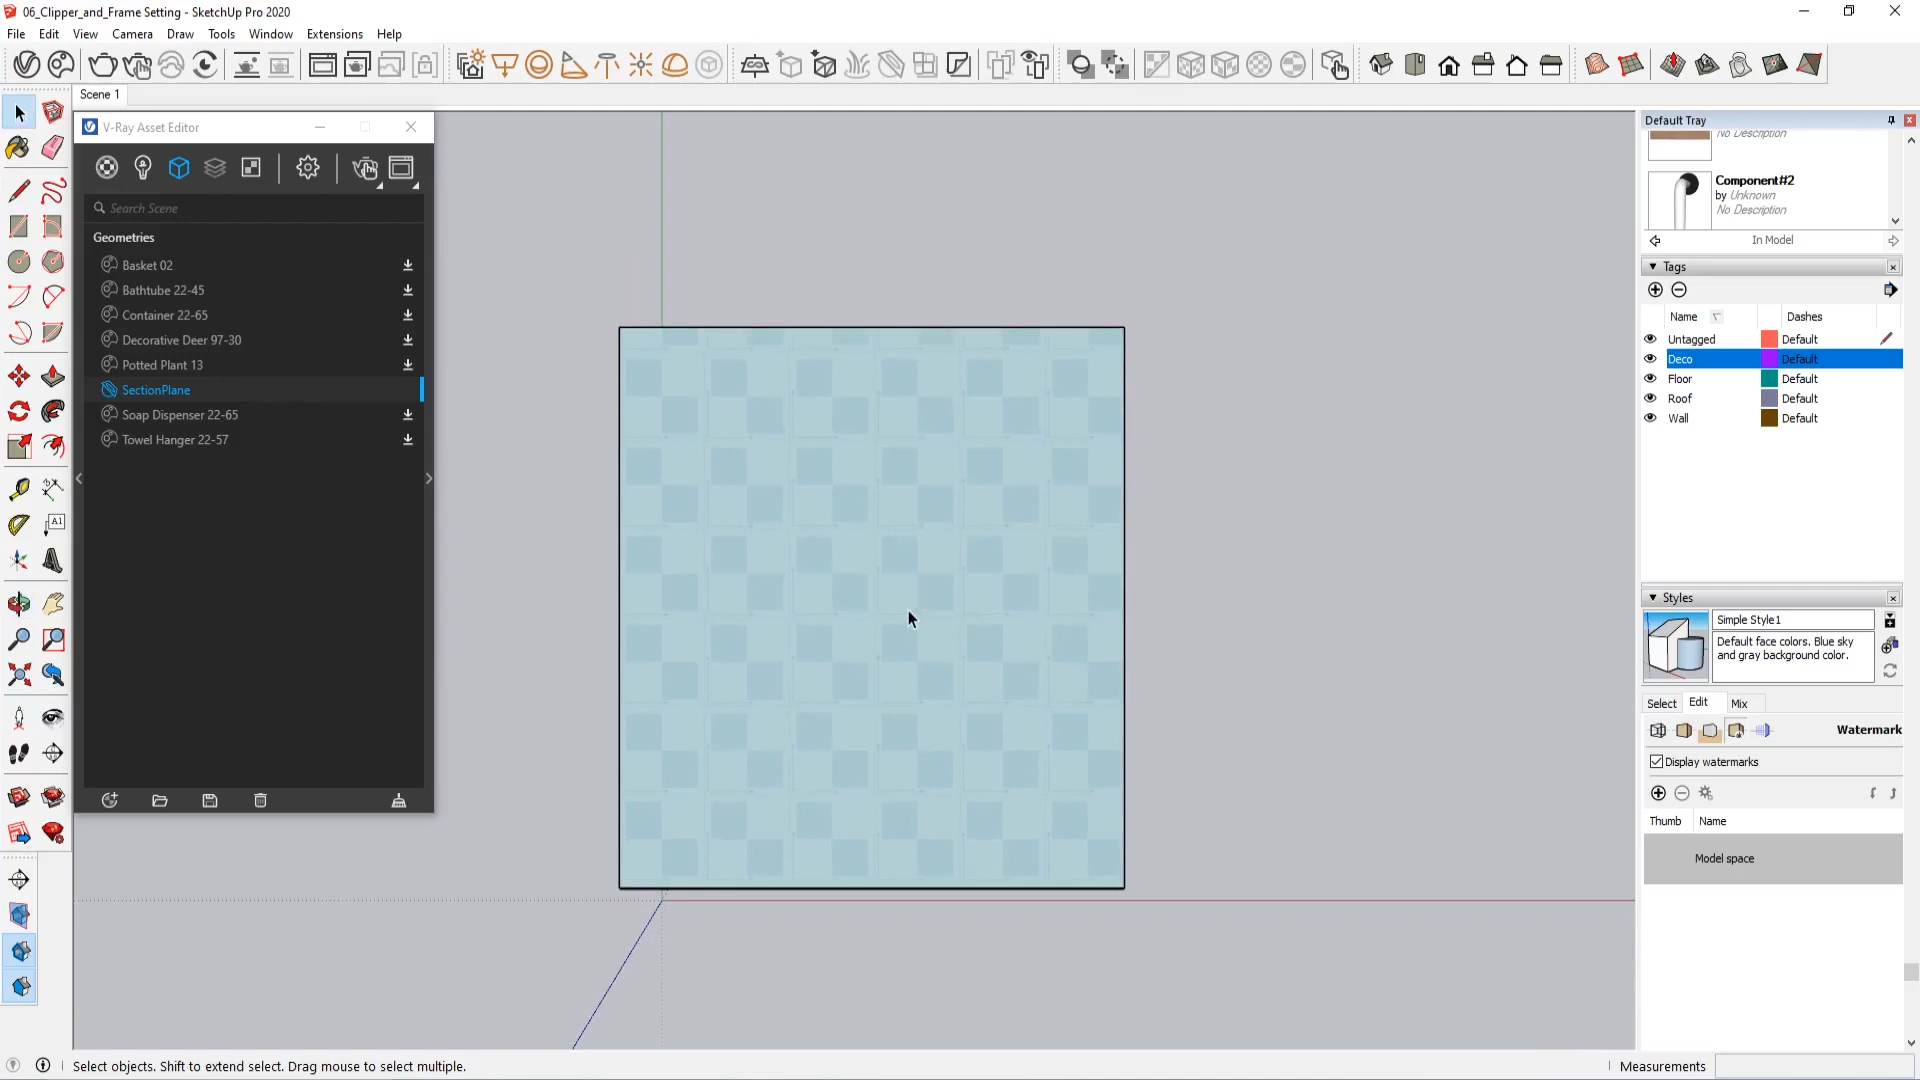 06_Clipper_and_Frame Setting - SketchUp Pro 2020
File Edit View Camera Draw Tools Window Extensions Help
Scene 1
V-Ray Asset Editor
Search Scene
Geometries
Basket 02
Bathtube 22-45
Container 22-65
Decorative Deer 97-30
Potted Plant 13
SectionPlane
Soap Dispenser 22-65
Towel Hanger 22-57
A1
Default Tray
No Description
Component#2
by Unknown
No Description
In Model
Tags
Name Dashes
Untagged Default
Deco Default
Floor Default
Roof Default
Wall Default
Styles
Simple Style1
Default face colors. Blue sky
and gray background color.
Select Edit Mix
Watermark
Display watermarks
Thumb Name
Model space
Select objects. Shift to extend select. Drag mouse to select multiple.
Measurements